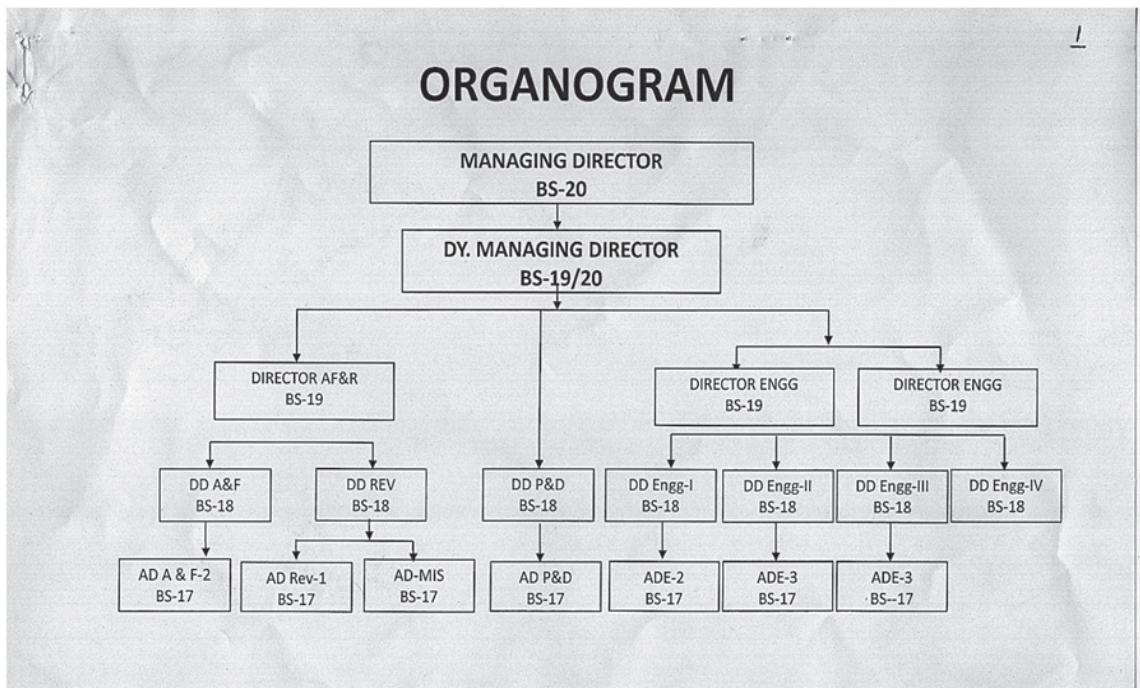 1
ORGANOGRAM
MANAGING DIRECTOR
BS-20
DY. MANAGING DIRECTOR
BS-19/20
DIRECTOR AF&R
BS-19
DIRECTOR ENGG
BS-19
DIRECTOR ENGG
BS-19
DD A&F
BS-18
DD REV
BS-18
DD P&D
BS-18
DD Engg-I
BS-18
DD Engg-II
BS-18
DD Engg-III
BS-18
DD Engg-IV
BS-18
AD A & F-2
BS-17
AD Rev-1
BS-17
AD-MIS
BS-17
AD P&D
BS-17
ADE-2
BS-17
ADE-3
BS-17
ADE-3
BS--17